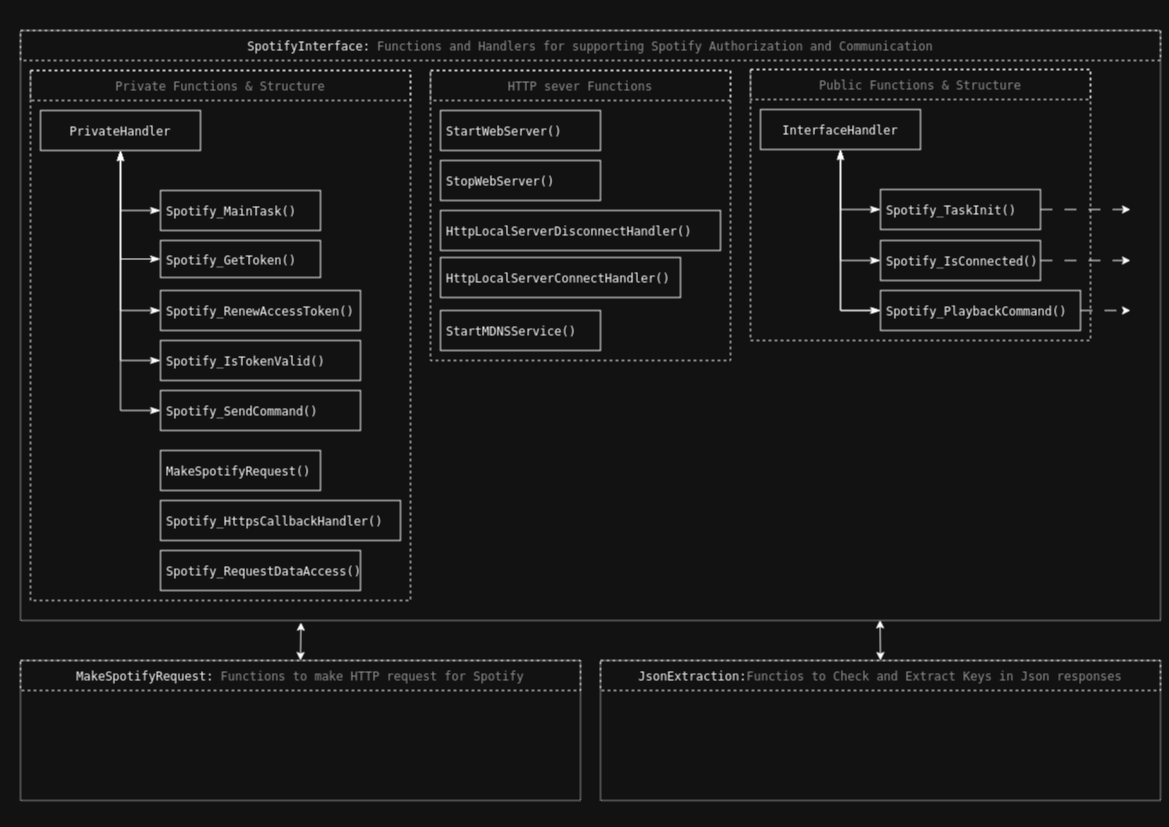 SpotifyInterface: Functions and Handlers for supporting Spotify Authorization and Communication
Private Functions & Structure
PrivateHandler
Spotify_MainTask()
Spotify_GetToken()
Spotify_RenewAccessToken()
Spotify_IsTokenValid()
Spotify_SendCommand()
MakeSpotifyRequest()
Spotify_HttpsCallbackHandler()
Spotify_RequestDataAccess()
HTTP sever Functions
StartWebServer()
StopWebServer()
HttpLocalServerDisconnectHandler()
HttpLocalServerConnectHandler()
StartMDNSService()
Public Functions & Structure
InterfaceHandler
Spotify_TaskInit()
Spotify_IsConnected()
Spotify_PlaybackCommand()
MakeSpotifyRequest: Functions to make HTTP request for Spotify
JsonExtraction:Functios to Check and Extract Keys in Json responses